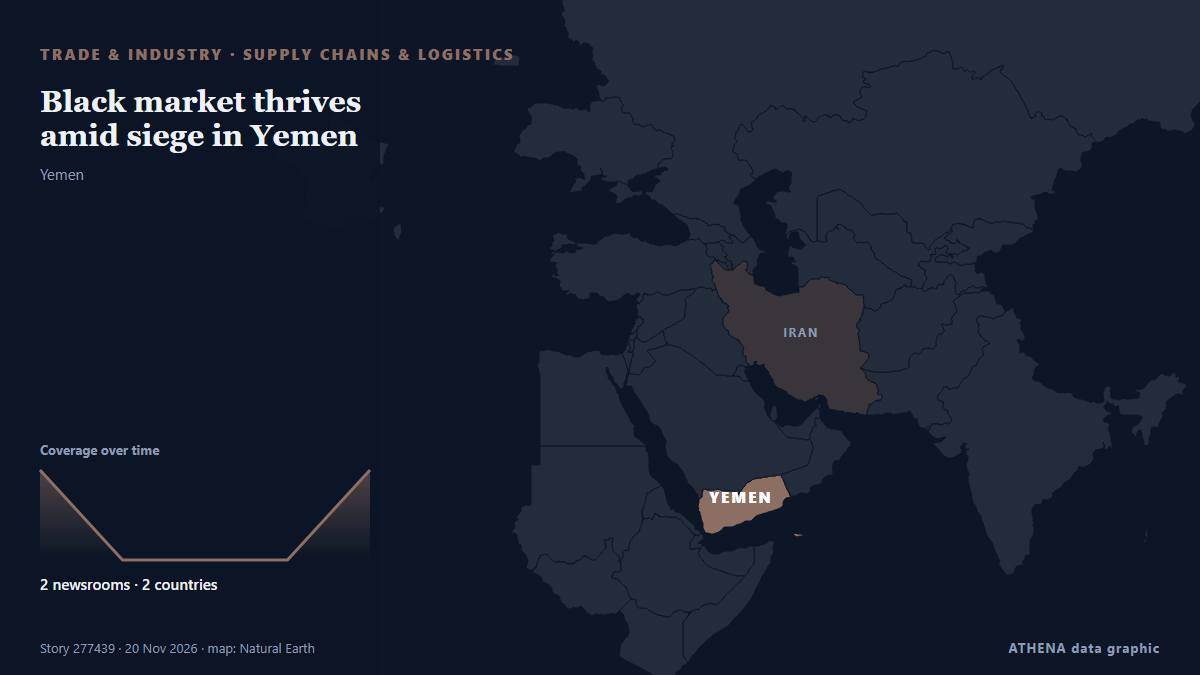 TRADE & INDUSTRY · SUPPLY CHAINS & LOGISTICS
Black market thrives
amid siege in Yemen
Yemen
IRAN
YEMEN
Coverage over time
2 newsrooms · 2 countries
Story 277439 · 20 Nov 2026 · map: Natural Earth
ATHENA data graphic